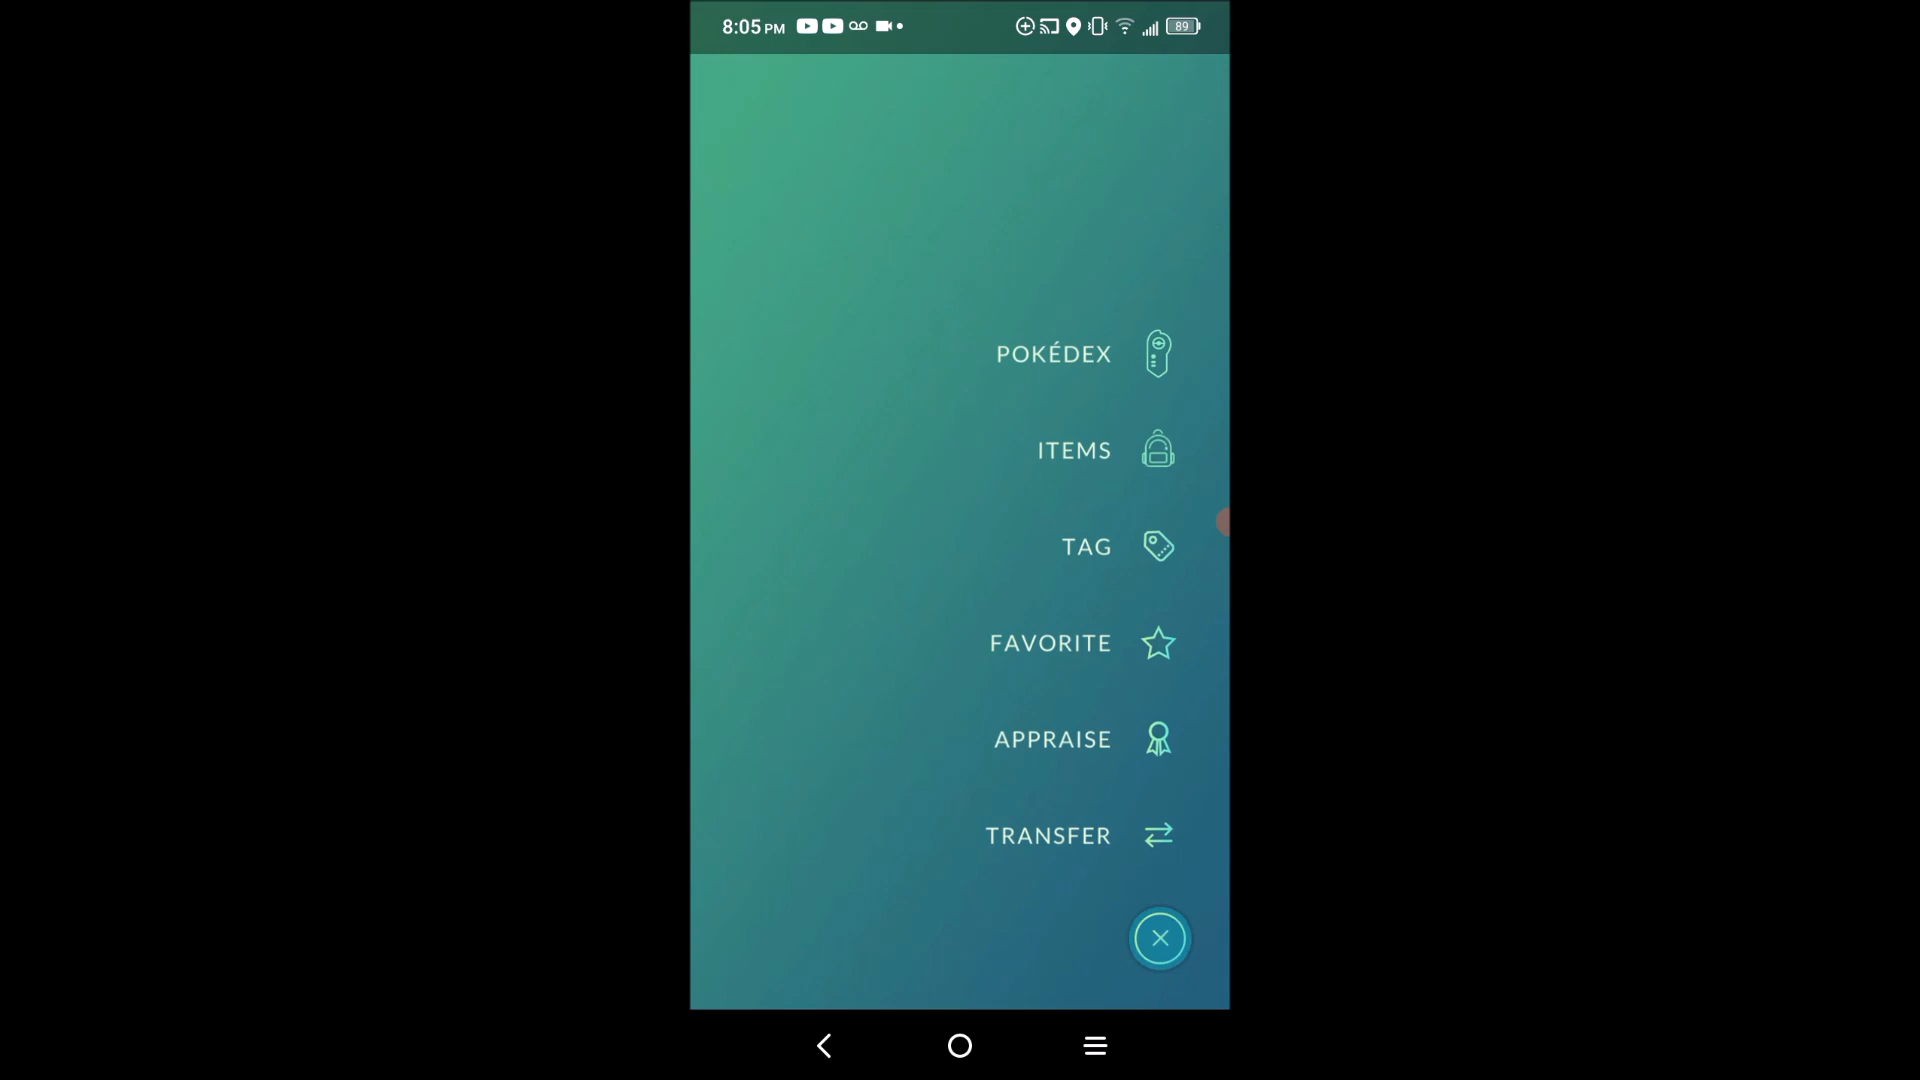 8:05 PM
89
POKÉDEX
ITEMS
TAG
FAVORITE
APPRAISE
TRANSFER